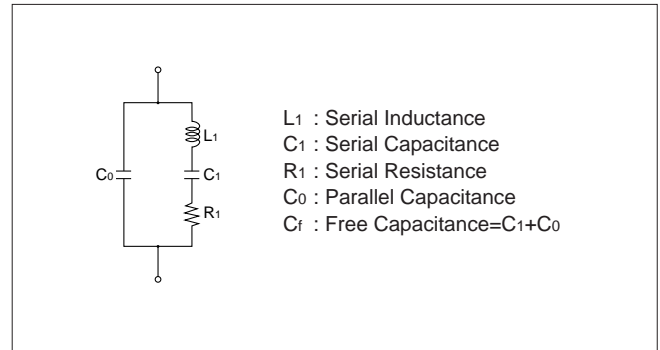 L1
C0
C1
R1
L1 : Serial Inductance
C1 : Serial Capacitance
R1 : Serial Resistance
C0 : Parallel Capacitance
Cf : Free Capacitance=C1+C0